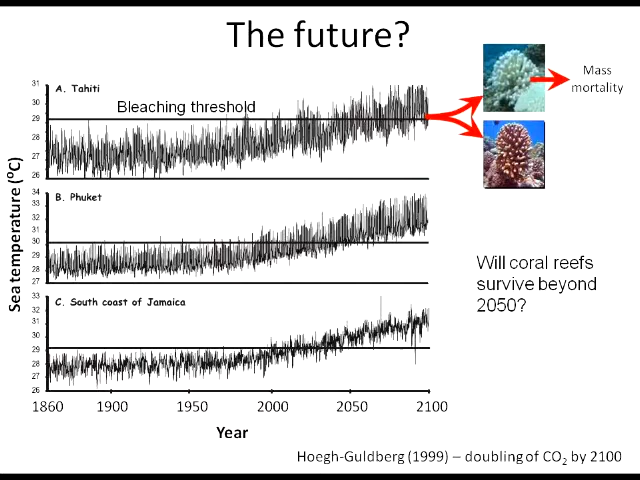 The future?
A. Tahiti
Bleaching threshold
Mass
mortality
31
30
29
28
27
26
B. Phuket
34
33
32
31
30
29
28
27
C. South coast of Jamaica
33
32
31
30
29
28
27
26
Sea temperature (⁰C)
1860
1900
1950
2000
2050
2100
Year
Will coral reefs
survive beyond
2050?
Hoegh-Guldberg (1999) – doubling of CO₂ by 2100